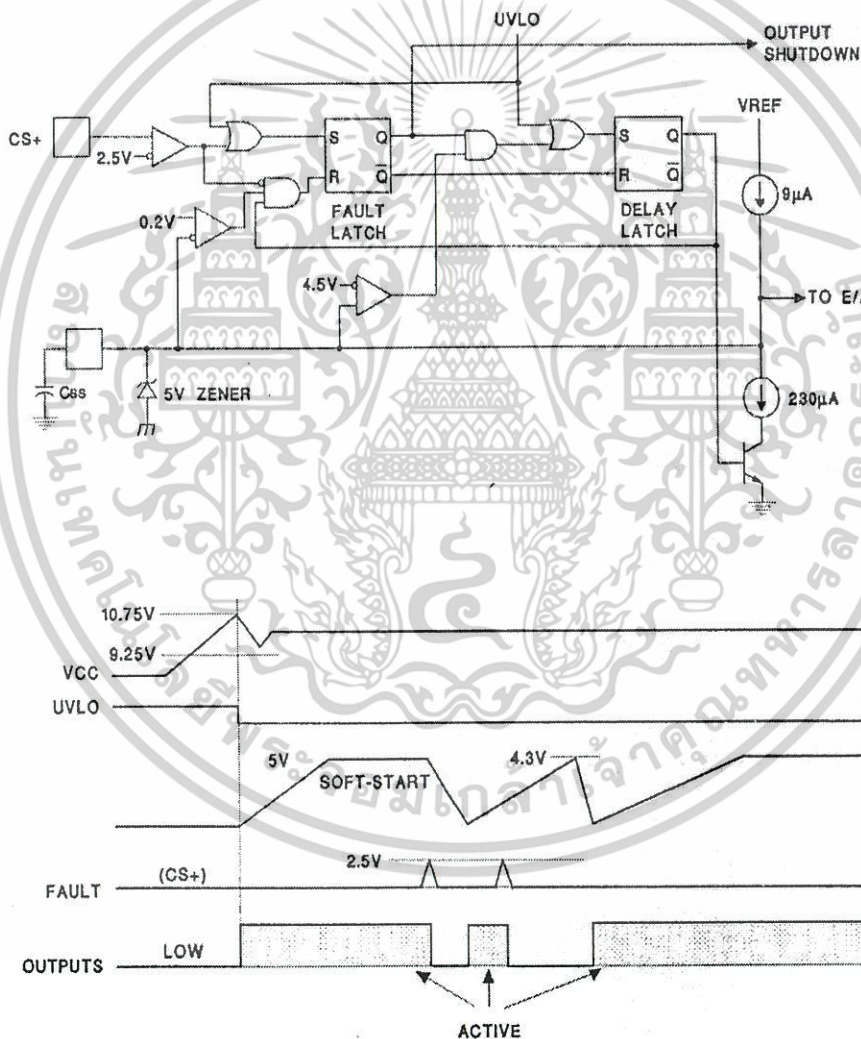 UVLO
OUTPUT
SHUTDOWN
VREF
CS+
2.5V
S Q
R Q̅
FAULT
LATCH
S Q
R Q̅
DELAY
LATCH
9μA
0.2V
4.5V
TO E/
Css
5V ZENER
230μA
10.75V
9.25V
VCC
UVLO
5V
SOFT-START
4.3V
2.5V
FAULT
(CS+)
OUTPUTS
LOW
ACTIVE